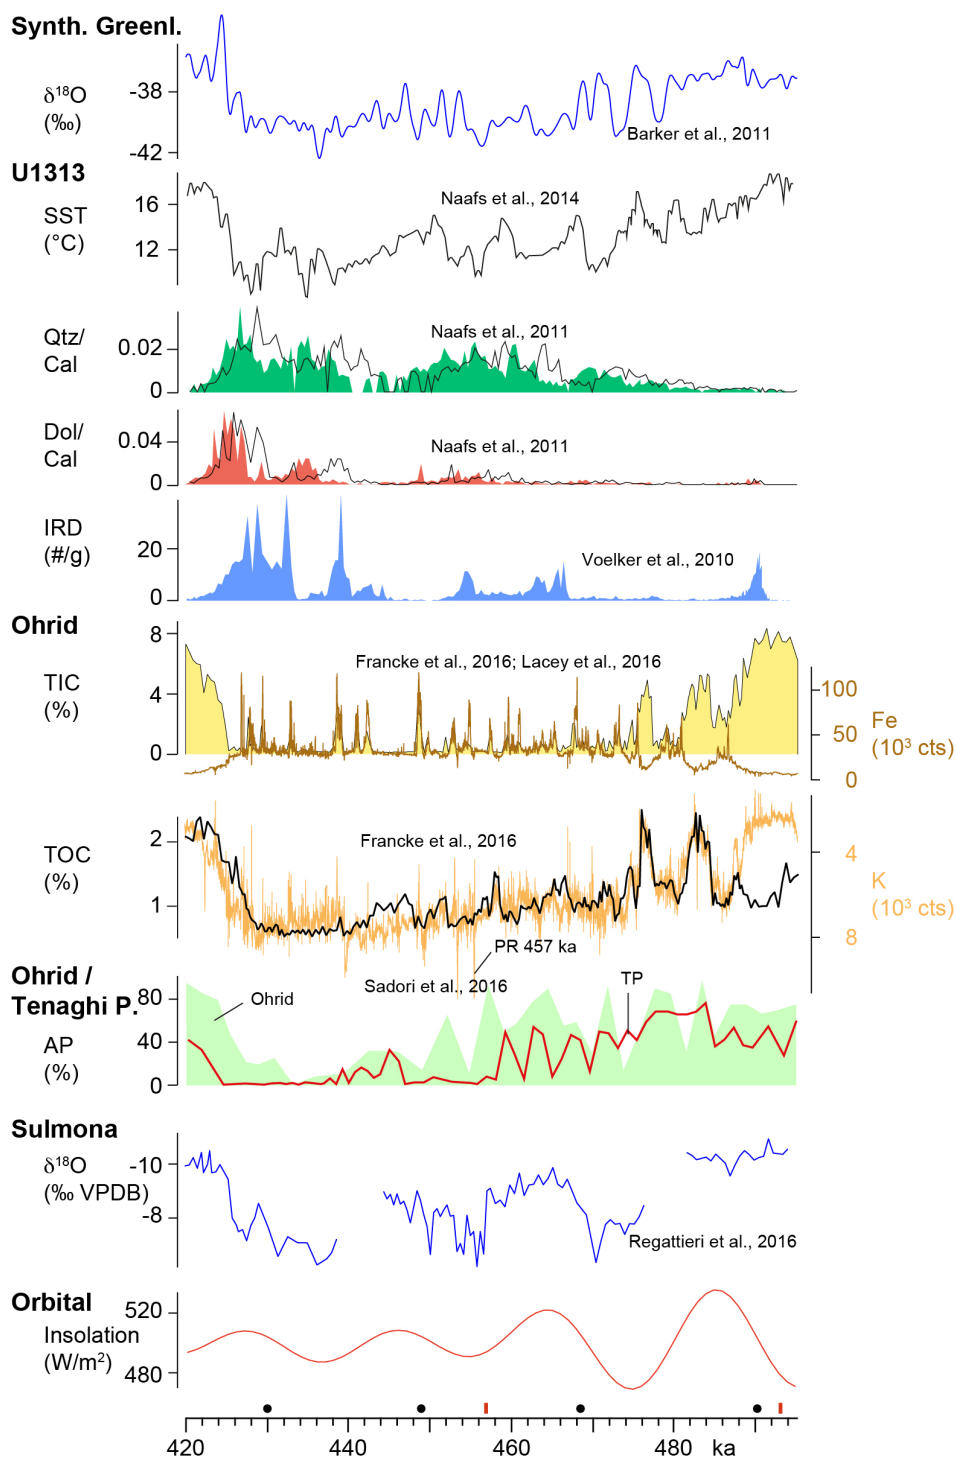 Synth. Greenl.
δ¹⁸O
(‰)
-38
-42
Barker et al., 2011
U1313
SST
(°C)
16
12
Naafs et al., 2014
Qtz/
Cal
0.02
0
Naafs et al., 2011
Dol/
Cal
0.04
0
Naafs et al., 2011
IRD
(#/g)
20
0
Voelker et al., 2010
Ohrid
TIC
(%)
8
4
0
Francke et al., 2016; Lacey et al., 2016
100
50
0
Fe
(10³ cts)
TOC
(%)
2
1
Francke et al., 2016
4
8
K
(10³ cts)
PR 457 ka
Ohrid /
Tenaghi P.
AP
(%)
80
40
0
Sadori et al., 2016
Ohrid
TP
Sulmona
δ¹⁸O
(‰ VPDB)
-10
-8
Regattieri et al., 2016
Orbital
Insolation
(W/m²)
520
480
420 440 460 480 ka